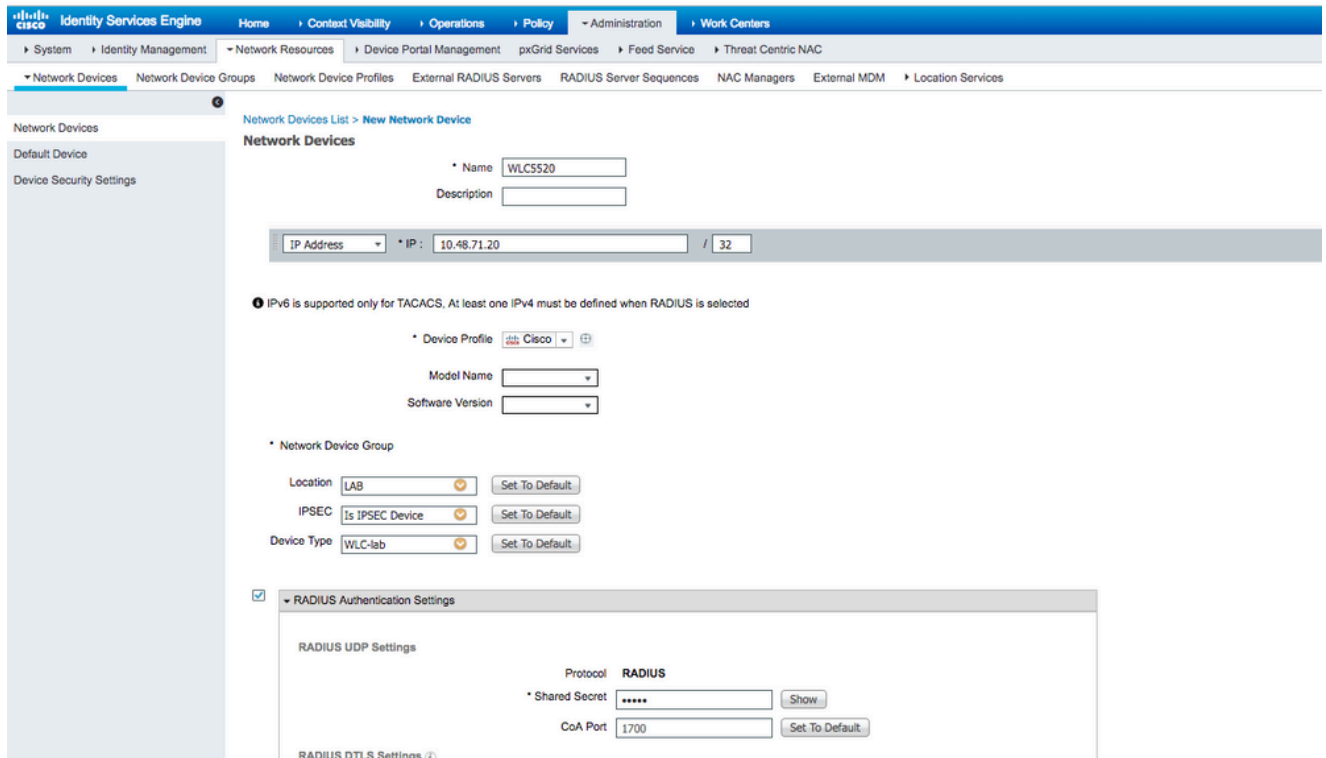 cisco Identity Services Engine Home Context Visibility Operations Policy Administration Work Centers
System Identity Management Network Resources Device Portal Management pxGrid Services Feed Service Threat Centric NAC
Network Devices Network Device Groups Network Device Profiles External RADIUS Servers RADIUS Server Sequences NAC Managers External MDM Location Services
Network Devices
Default Device
Device Security Settings
Network Devices List > New Network Device
Network Devices
* Name WLC5520
Description
IP Address * IP : 10.48.71.20 / 32
IPv6 is supported only for TACACS, At least one IPv4 must be defined when RADIUS is selected
* Device Profile cisco Cisco
Model Name
Software Version
* Network Device Group
Location LAB Set To Default
IPSEC Is IPSEC Device Set To Default
Device Type WLC-lab Set To Default
RADIUS Authentication Settings
RADIUS UDP Settings
Protocol RADIUS
* Shared Secret ••••• Show
CoA Port 1700 Set To Default
RADIUS DTLS Settings